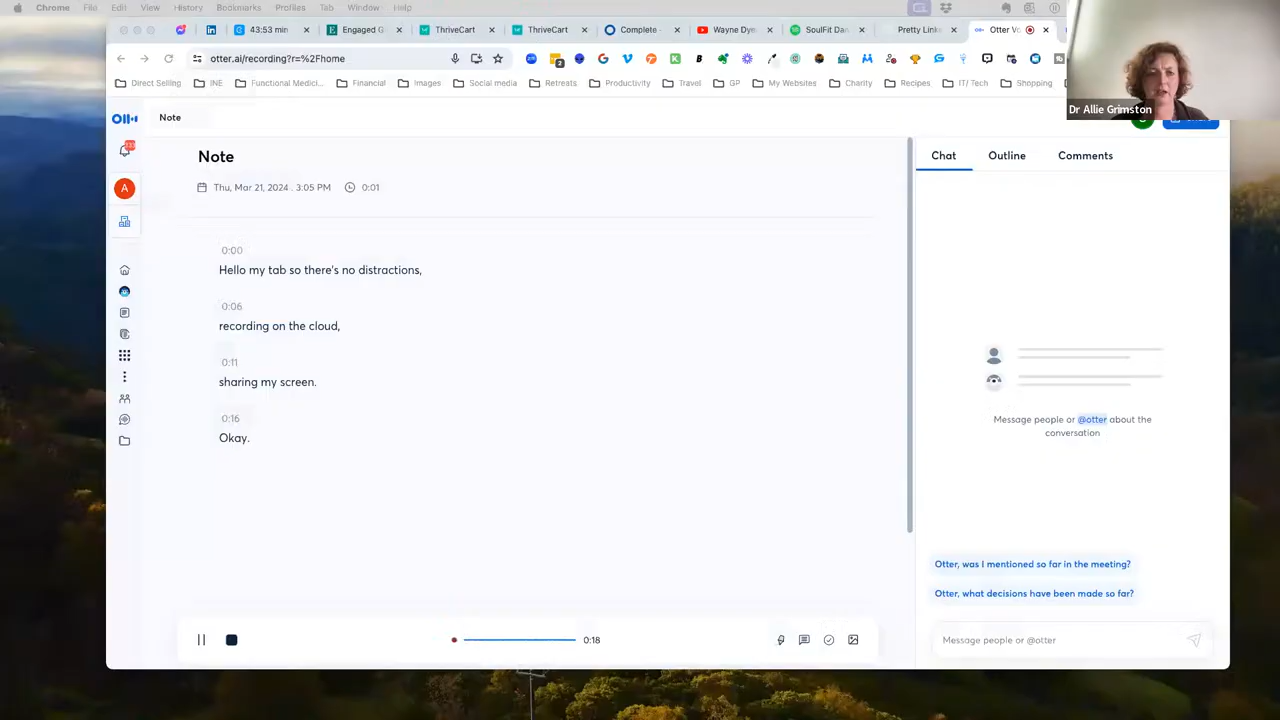 Chrome File Edit View History Bookmarks Profiles Tab Window Help
43:53 min
Engaged G
ThriveCart
ThriveCart
Complete
Wayne Dye
SoulFit Dan
Pretty Links
Otter Vo
otter.ai/recording?r=%2Fhome
Direct Selling
INE
Functional Medici...
Financial
Images
Social media
Retreats
Productivity
Travel
GP
My Websites
Charity
Recipes
IT/ Tech
Shopping
Dr Allie Grimston
Note
A
Note
Thu, Mar 21, 2024 . 3:05 PM 0:01
0:00
Hello my tab so there's no distractions,
0:06
recording on the cloud,
0:11
sharing my screen.
0:16
Okay.
0:18
Chat Outline Comments
Message people or @otter about the
conversation
Otter, was I mentioned so far in the meeting?
Otter, what decisions have been made so far?
Message people or @otter